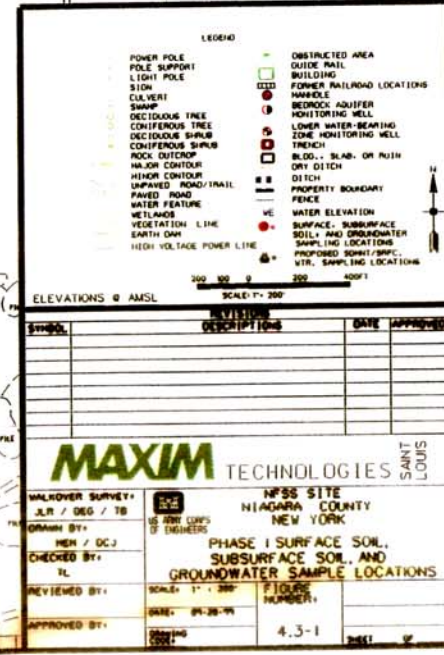 LEGEND
POWER POLE
POLE SUPPORT
LIGHT POLE
SIGN
CULVERT
SWAMP
DECIDUOUS TREE
CONIFEROUS TREE
DECIDUOUS SHRUB
CONIFEROUS SHRUB
ROCK OUTCROP
MAJOR CONTOUR
MINOR CONTOUR
UNPAVED ROAD/TRAIL
PAVED ROAD
WATER FEATURE
WETLANDS
VEGETATION LINE
EARTH DAM
HIGH VOLTAGE POWER LINE
OBSTRUCTED AREA
GUIDE RAIL
BUILDING
FORMER RAILROAD LOCATIONS
MANHOLE
BEDROCK AQUIFER
MONITORING WELL
LOWER WATER-BEARING
ZONE MONITORING WELL
TRENCH
BLDG., SLAB, OR RUIN
DRY DITCH
DITCH
PROPERTY BOUNDARY
FENCE
WE WATER ELEVATION
SURFACE, SUBSURFACE
SOIL, AND GROUNDWATER
SAMPLING LOCATIONS
PROPOSED SDMNT/SRFC.
WTR. SAMPLING LOCATIONS
N
200 100 0 200 400FT
SCALE: 1"= 200'
ELEVATIONS @ AMSL
REVISIONS
SYMBOL DESCRIPTIONS DATE APPROVED
MAXIM TECHNOLOGIES SAINT LOUIS
WALKOVER SURVEY:
JLR / DEG / TB
DRAWN BY:
MEM / DCJ
CHECKED BY:
TL
REVIEWED BY:
APPROVED BY:
US ARMY CORPS
OF ENGINEERS
NFSS SITE
NIAGARA COUNTY
NEW YORK
PHASE I SURFACE SOIL,
SUBSURFACE SOIL, AND
GROUNDWATER SAMPLE LOCATIONS
SCALE: 1" = 200'
DATE:
DRAWING
CODE:
FIGURE
NUMBER:
4.3-1
SHEET OF